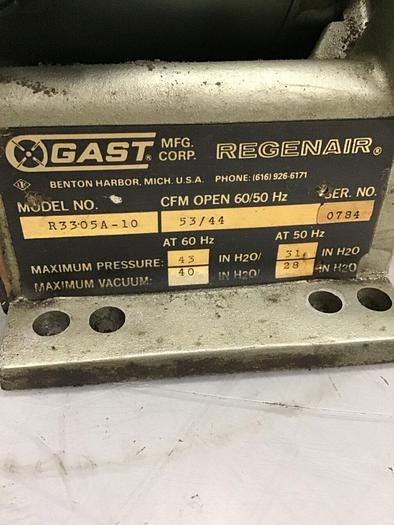 GAST® MFG. CORP. REGENAIR®
BENTON HARBOR, MICH. U.S.A. PHONE: (616) 926-6171
MODEL NO. CFM OPEN 60/50 Hz SER. NO.
R3305A-10 53/44 0784
AT 60 Hz AT 50 Hz
MAXIMUM PRESSURE: 43 IN H2O/ 31 IN H2O
MAXIMUM VACUUM: 40 IN H2O/ 28 IN H2O